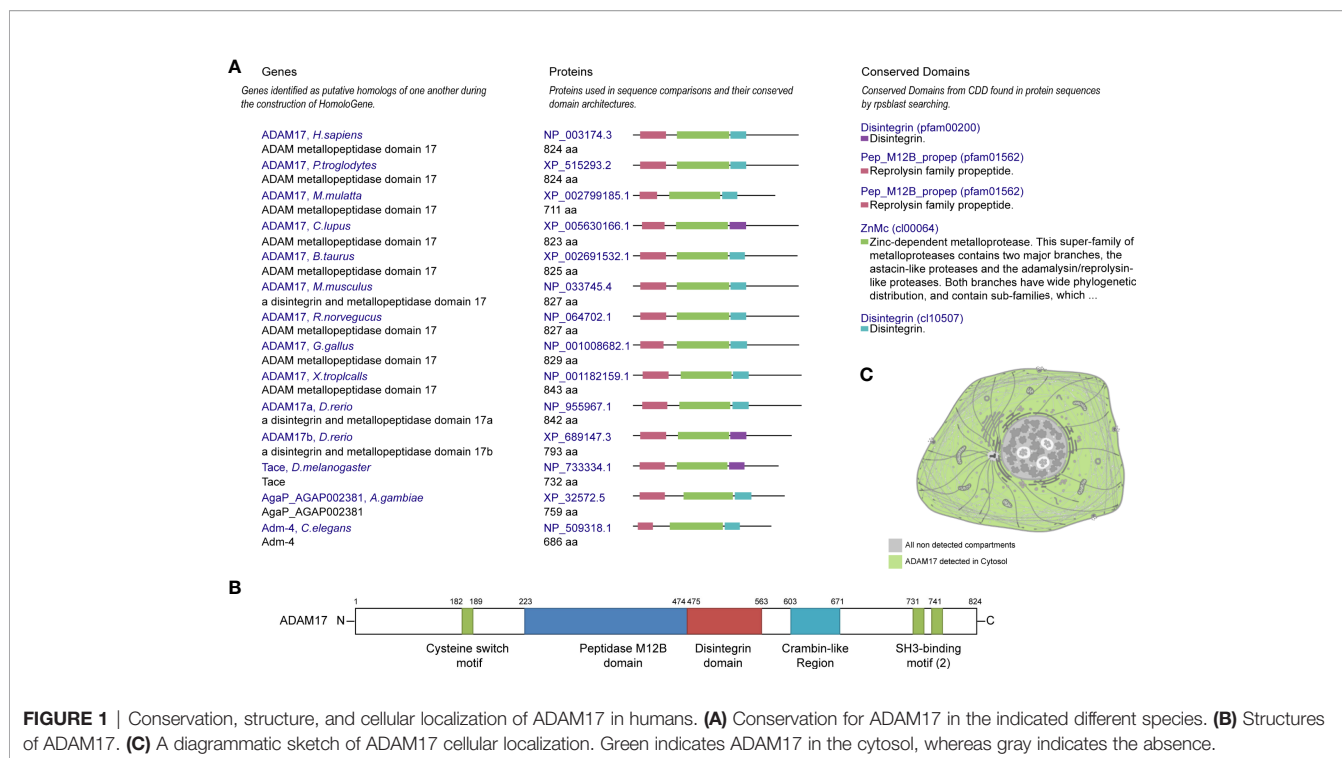 A
Genes
Genes identified as putative homologs of one another during
the construction of HomoloGene.
Proteins
Proteins used in sequence comparisons and their conserved
domain architectures.
Conserved Domains
Conserved Domains from CDD found in protein sequences
by rpsblast searching.
ADAM17, H.sapiens
ADAM metallopeptidase domain 17
NP_003174.3
824 aa
ADAM17, P.troglodytes
ADAM metallopeptidase domain 17
XP_515293.2
824 aa
ADAM17, M.mulatta
ADAM metallopeptidase domain 17
XP_002799185.1
711 aa
ADAM17, C.lupus
ADAM metallopeptidase domain 17
XP_005630166.1
823 aa
ADAM17, B.taurus
ADAM metallopeptidase domain 17
XP_002691532.1
825 aa
ADAM17, M.musculus
a disintegrin and metallopeptidase domain 17
NP_033745.4
827 aa
ADAM17, R.norvegucus
ADAM metallopeptidase domain 17
NP_064702.1
827 aa
ADAM17, G.gallus
ADAM metallopeptidase domain 17
NP_001008682.1
829 aa
ADAM17, X.troplcalls
ADAM metallopeptidase domain 17
NP_001182159.1
843 aa
ADAM17a, D.rerio
a disintegrin and metallopeptidase domain 17a
NP_955967.1
842 aa
ADAM17b, D.rerio
a disintegrin and metallopeptidase domain 17b
XP_689147.3
793 aa
Tace, D.melanogaster
Tace
NP_733334.1
732 aa
AgaP_AGAP002381, A.gambiae
AgaP_AGAP002381
XP_32572.5
759 aa
Adm-4, C.elegans
Adm-4
NP_509318.1
686 aa
Disintegrin (pfam00200)
Disintegrin.
Pep_M12B_propep (pfam01562)
Reprolysin family propeptide.
Pep_M12B_propep (pfam01562)
Reprolysin family propeptide.
ZnMc (cl00064)
Zinc-dependent metalloprotease. This super-family of
metalloproteases contains two major branches, the
astacin-like proteases and the adamalysin/reprolysin-
like proteases. Both branches have wide phylogenetic
distribution, and contain sub-families, which ...
Disintegrin (cl10507)
Disintegrin.
C
All non detected compartments
ADAM17 detected in Cytosol
B
1 182 189 223 474 475 563 603 671 731 741 824
ADAM17 N C
Cysteine switch
motif
Peptidase M12B
domain
Disintegrin
domain
Crambin-like
Region
SH3-binding
motif (2)
FIGURE 1 | Conservation, structure, and cellular localization of ADAM17 in humans. (A) Conservation for ADAM17 in the indicated different species. (B) Structures
of ADAM17. (C) A diagrammatic sketch of ADAM17 cellular localization. Green indicates ADAM17 in the cytosol, whereas gray indicates the absence.